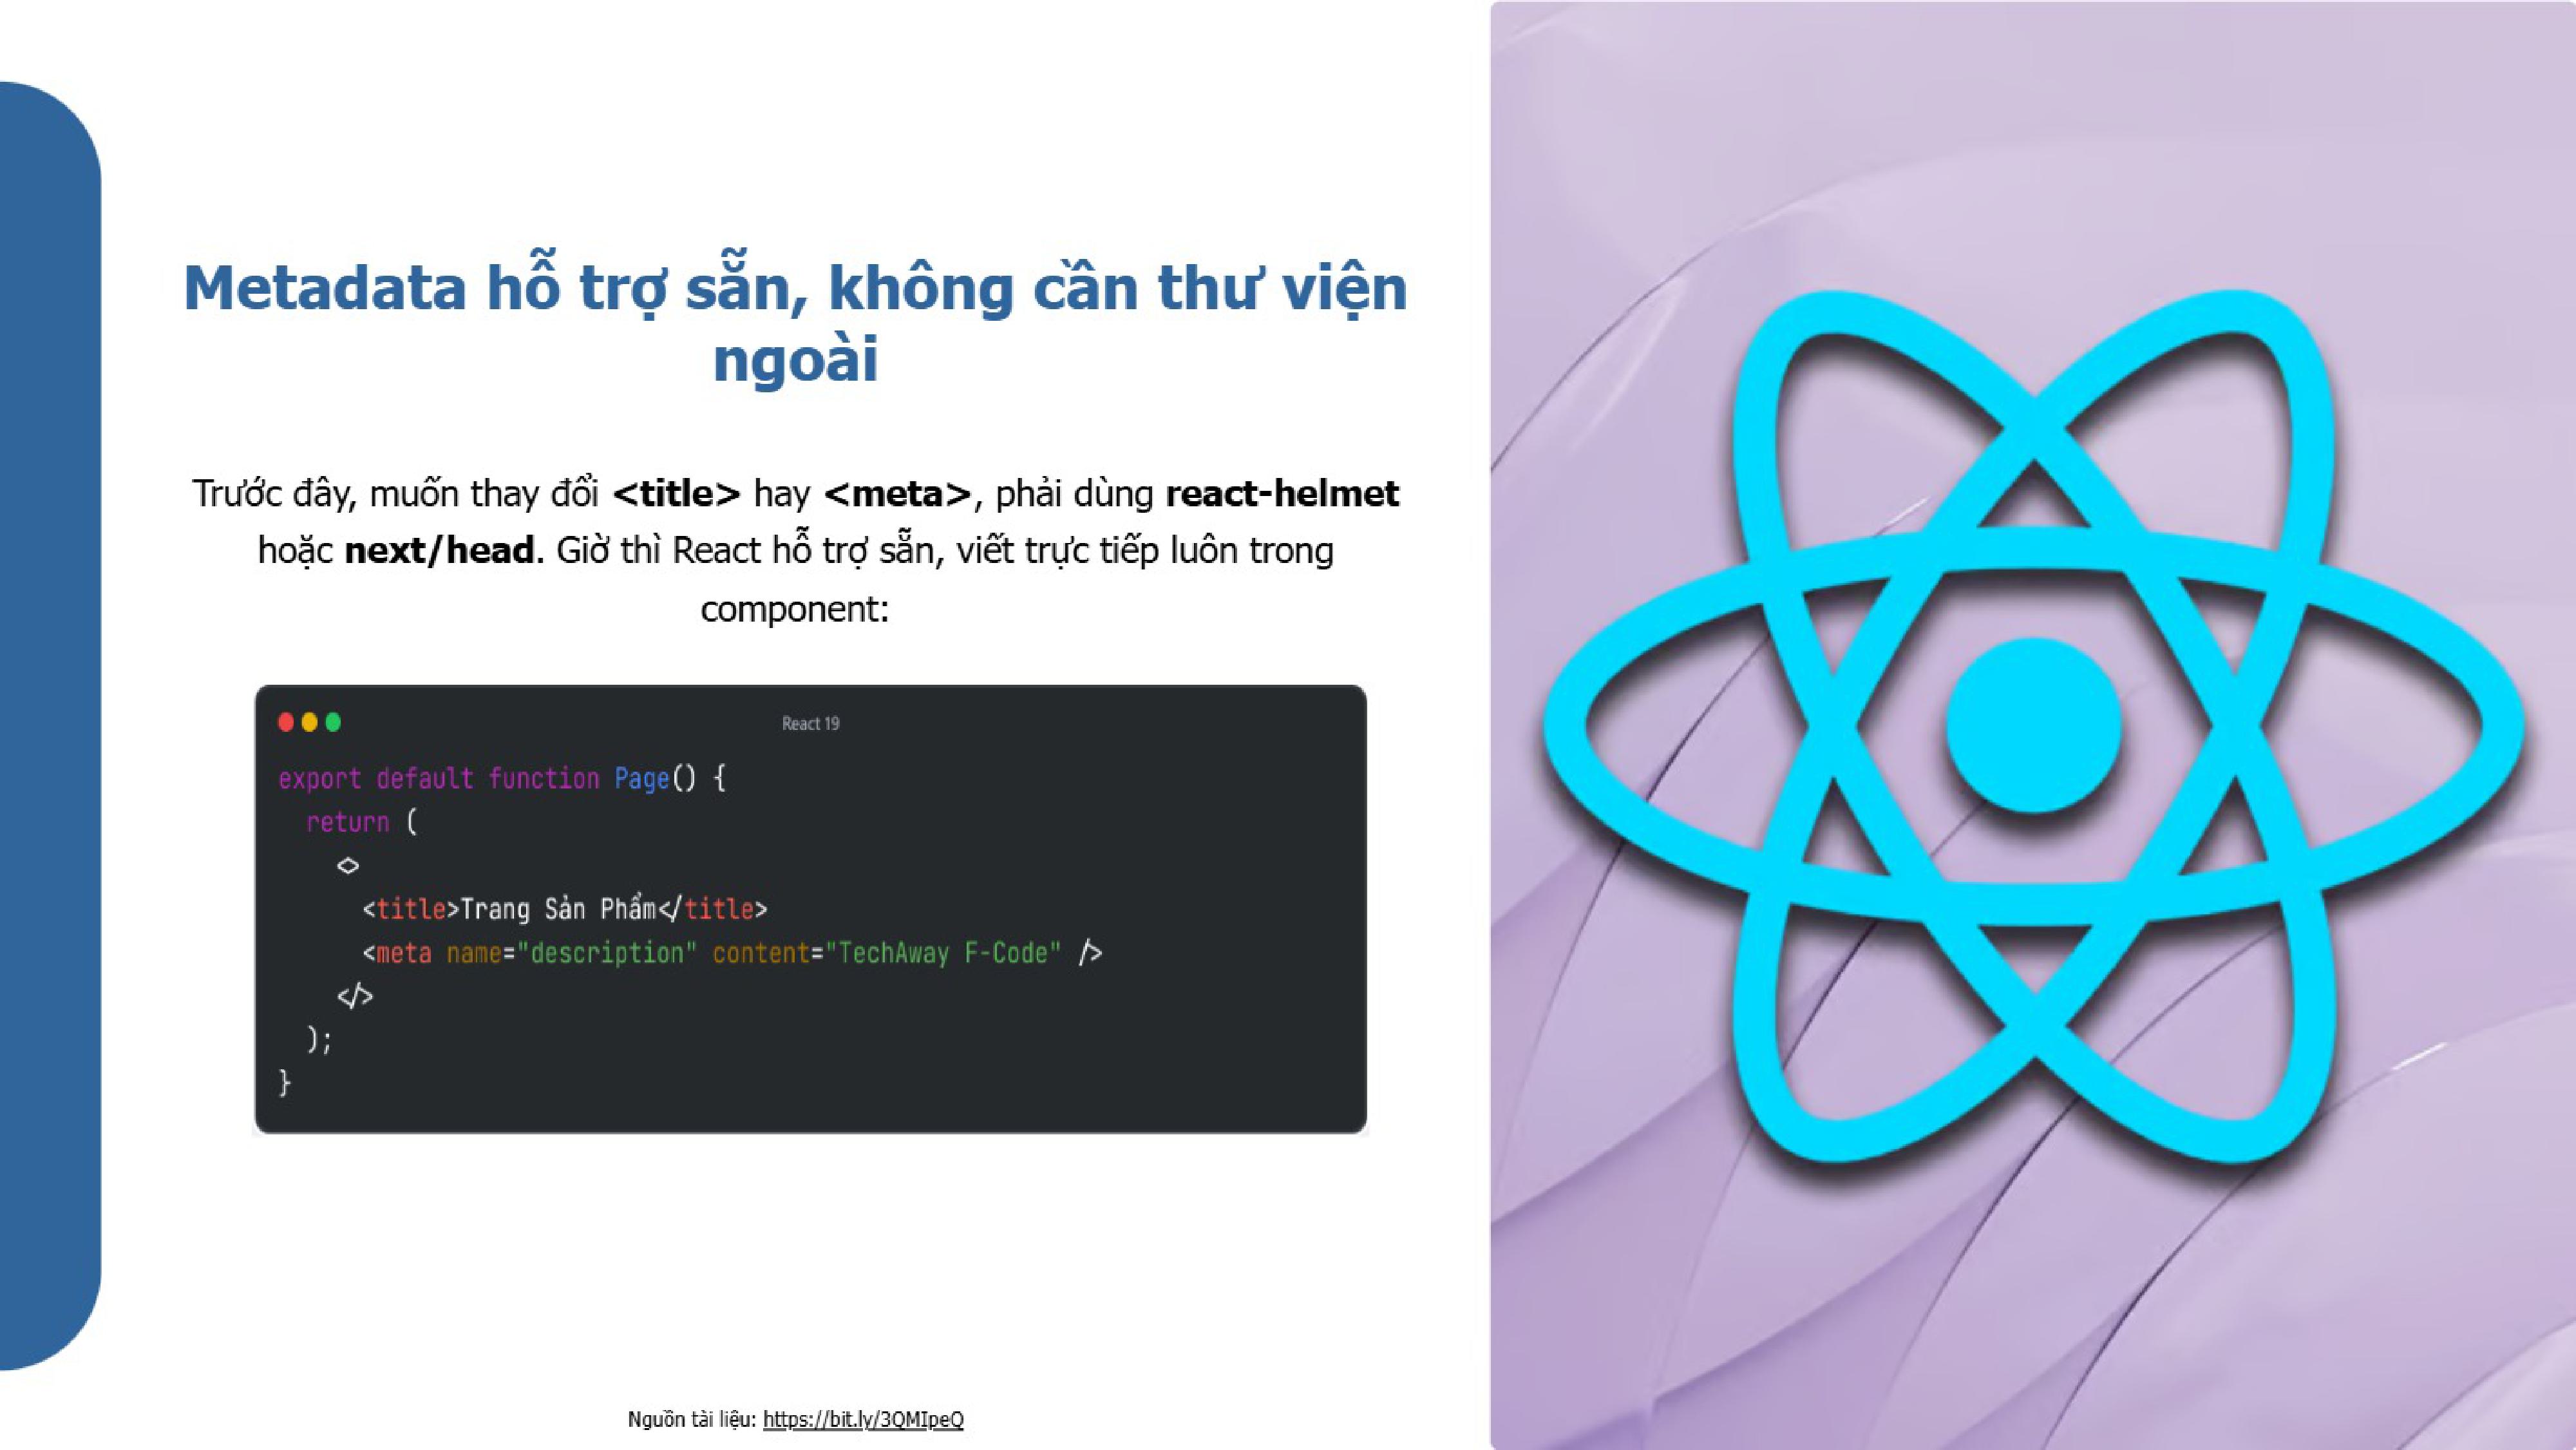 Metadata hỗ trợ sẵn, không cần thư viện
ngoài
Trước đây, muốn thay đổi <title> hay <meta>, phải dùng react-helmet
hoặc next/head. Giờ thì React hỗ trợ sẵn, viết trực tiếp luôn trong
component:
React 19
export default function Page() {
  return (
    <>
      <title>Trang Sản Phẩm</title>
      <meta name="description" content="TechAway F-Code" />
    </>
  );
}
Nguồn tài liệu: https://bit.ly/3QMIpeQ